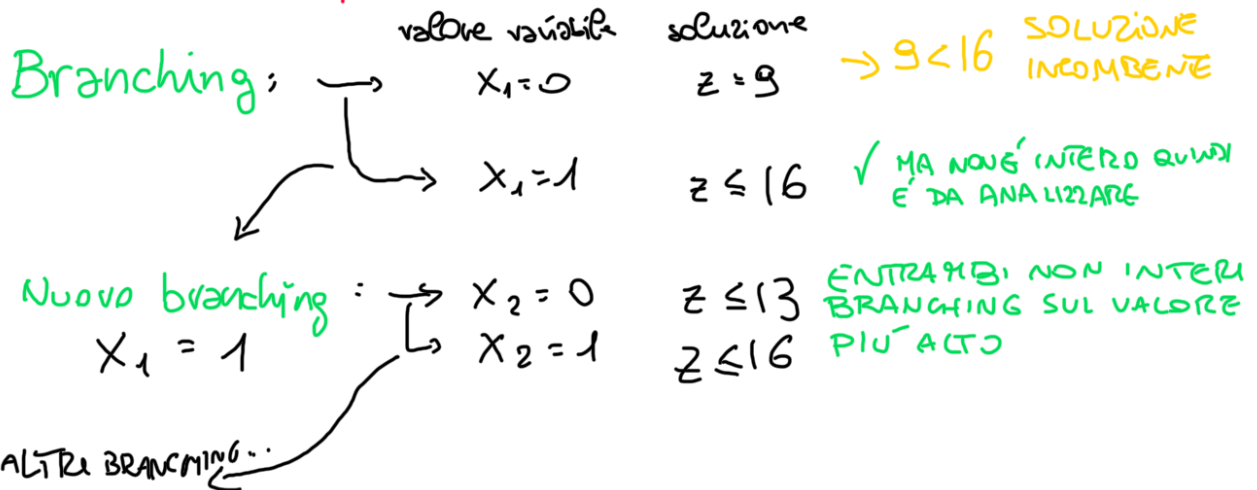 valore variabile soluzione
Branching: → X₁=0 z=9 → 9<16 SOLUZIONE INCOMBENTE
X₁=1 z≤16 √ MA NON É INTERO QUINDI
É DA ANALIZZARE
Nuovo branching: → X₂=0 z≤13 ENTRAMBI NON INTERI
X₁=1 X₂=1 z≤16 BRANCHING SUL VALORE
PIÚ ALTO
ALTRI BRANCHING...